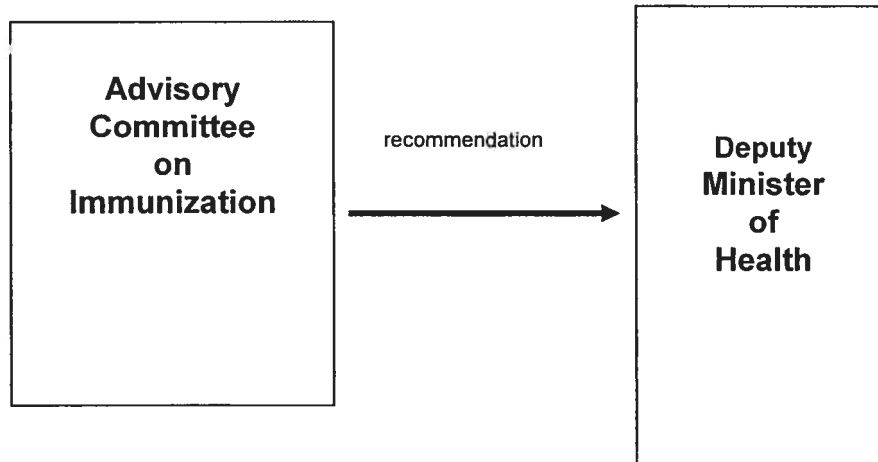 Advisory
Committee
on
Immunization
recommendation
Deputy
Minister
of
Health